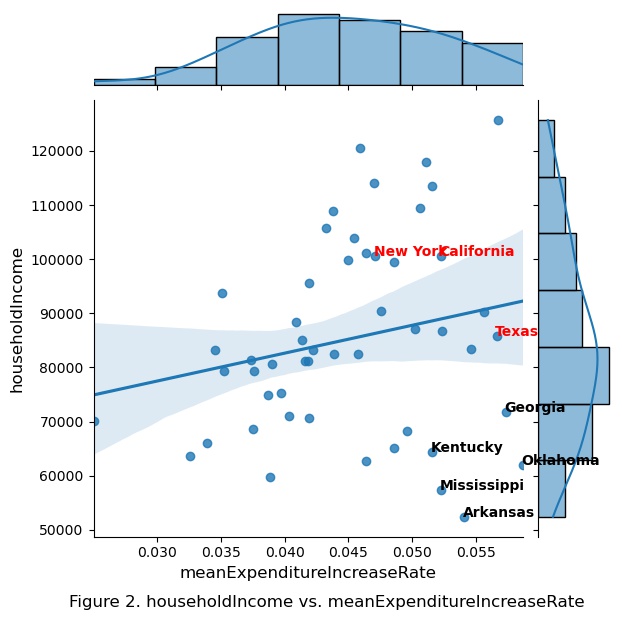 120000
110000
100000
90000
80000
70000
60000
50000
householdIncome
New York
California
Texas
Georgia
Kentucky
Oklahoma
Mississippi
Arkansas
0.030 0.035 0.040 0.045 0.050 0.055
meanExpenditureIncreaseRate
Figure 2. householdIncome vs. meanExpenditureIncreaseRate